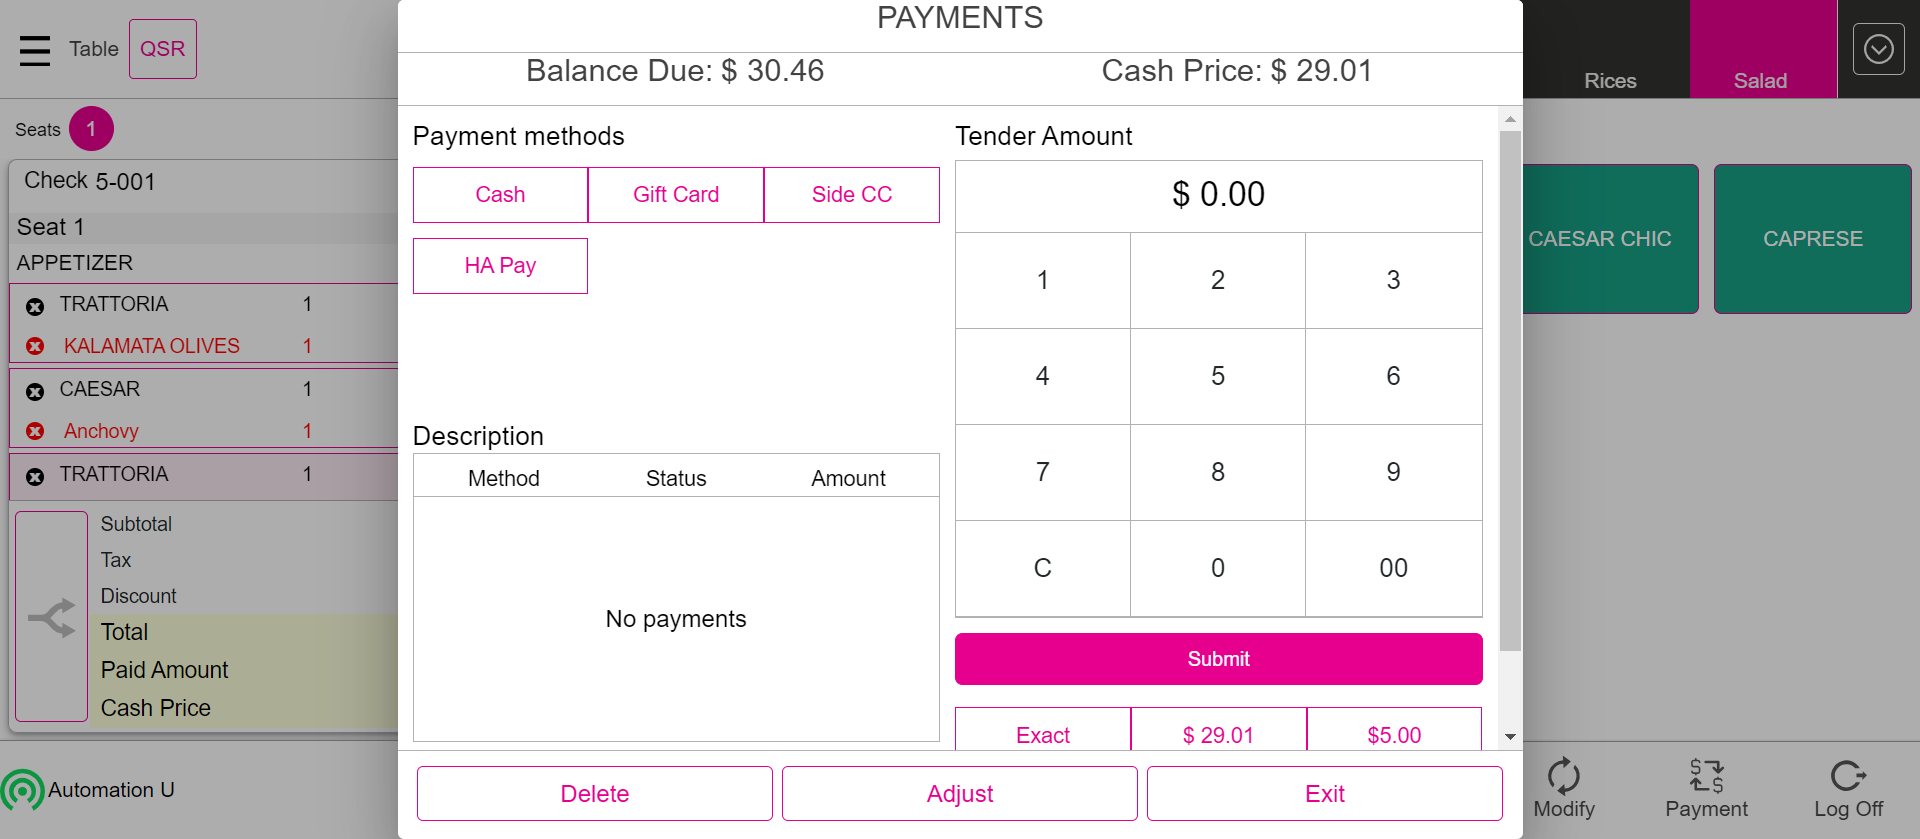 Table QSR
Seats 1
Check 5-001
Seat 1
APPETIZER
TRATTORIA 1
KALAMATA OLIVES 1
CAESAR 1
Anchovy 1
TRATTORIA 1
Subtotal
Tax
Discount
Total
Paid Amount
Cash Price
Automation U
PAYMENTS
Balance Due: $ 30.46 Cash Price: $ 29.01
Payment methods
Cash Gift Card Side CC
HA Pay
Description
Method Status Amount
No payments
Tender Amount
$ 0.00
1 2 3
4 5 6
7 8 9
C 0 00
Submit
Exact $ 29.01 $5.00
Delete Adjust Exit
Rices Salad
CAESAR CHIC CAPRESE
Modify Payment Log Off